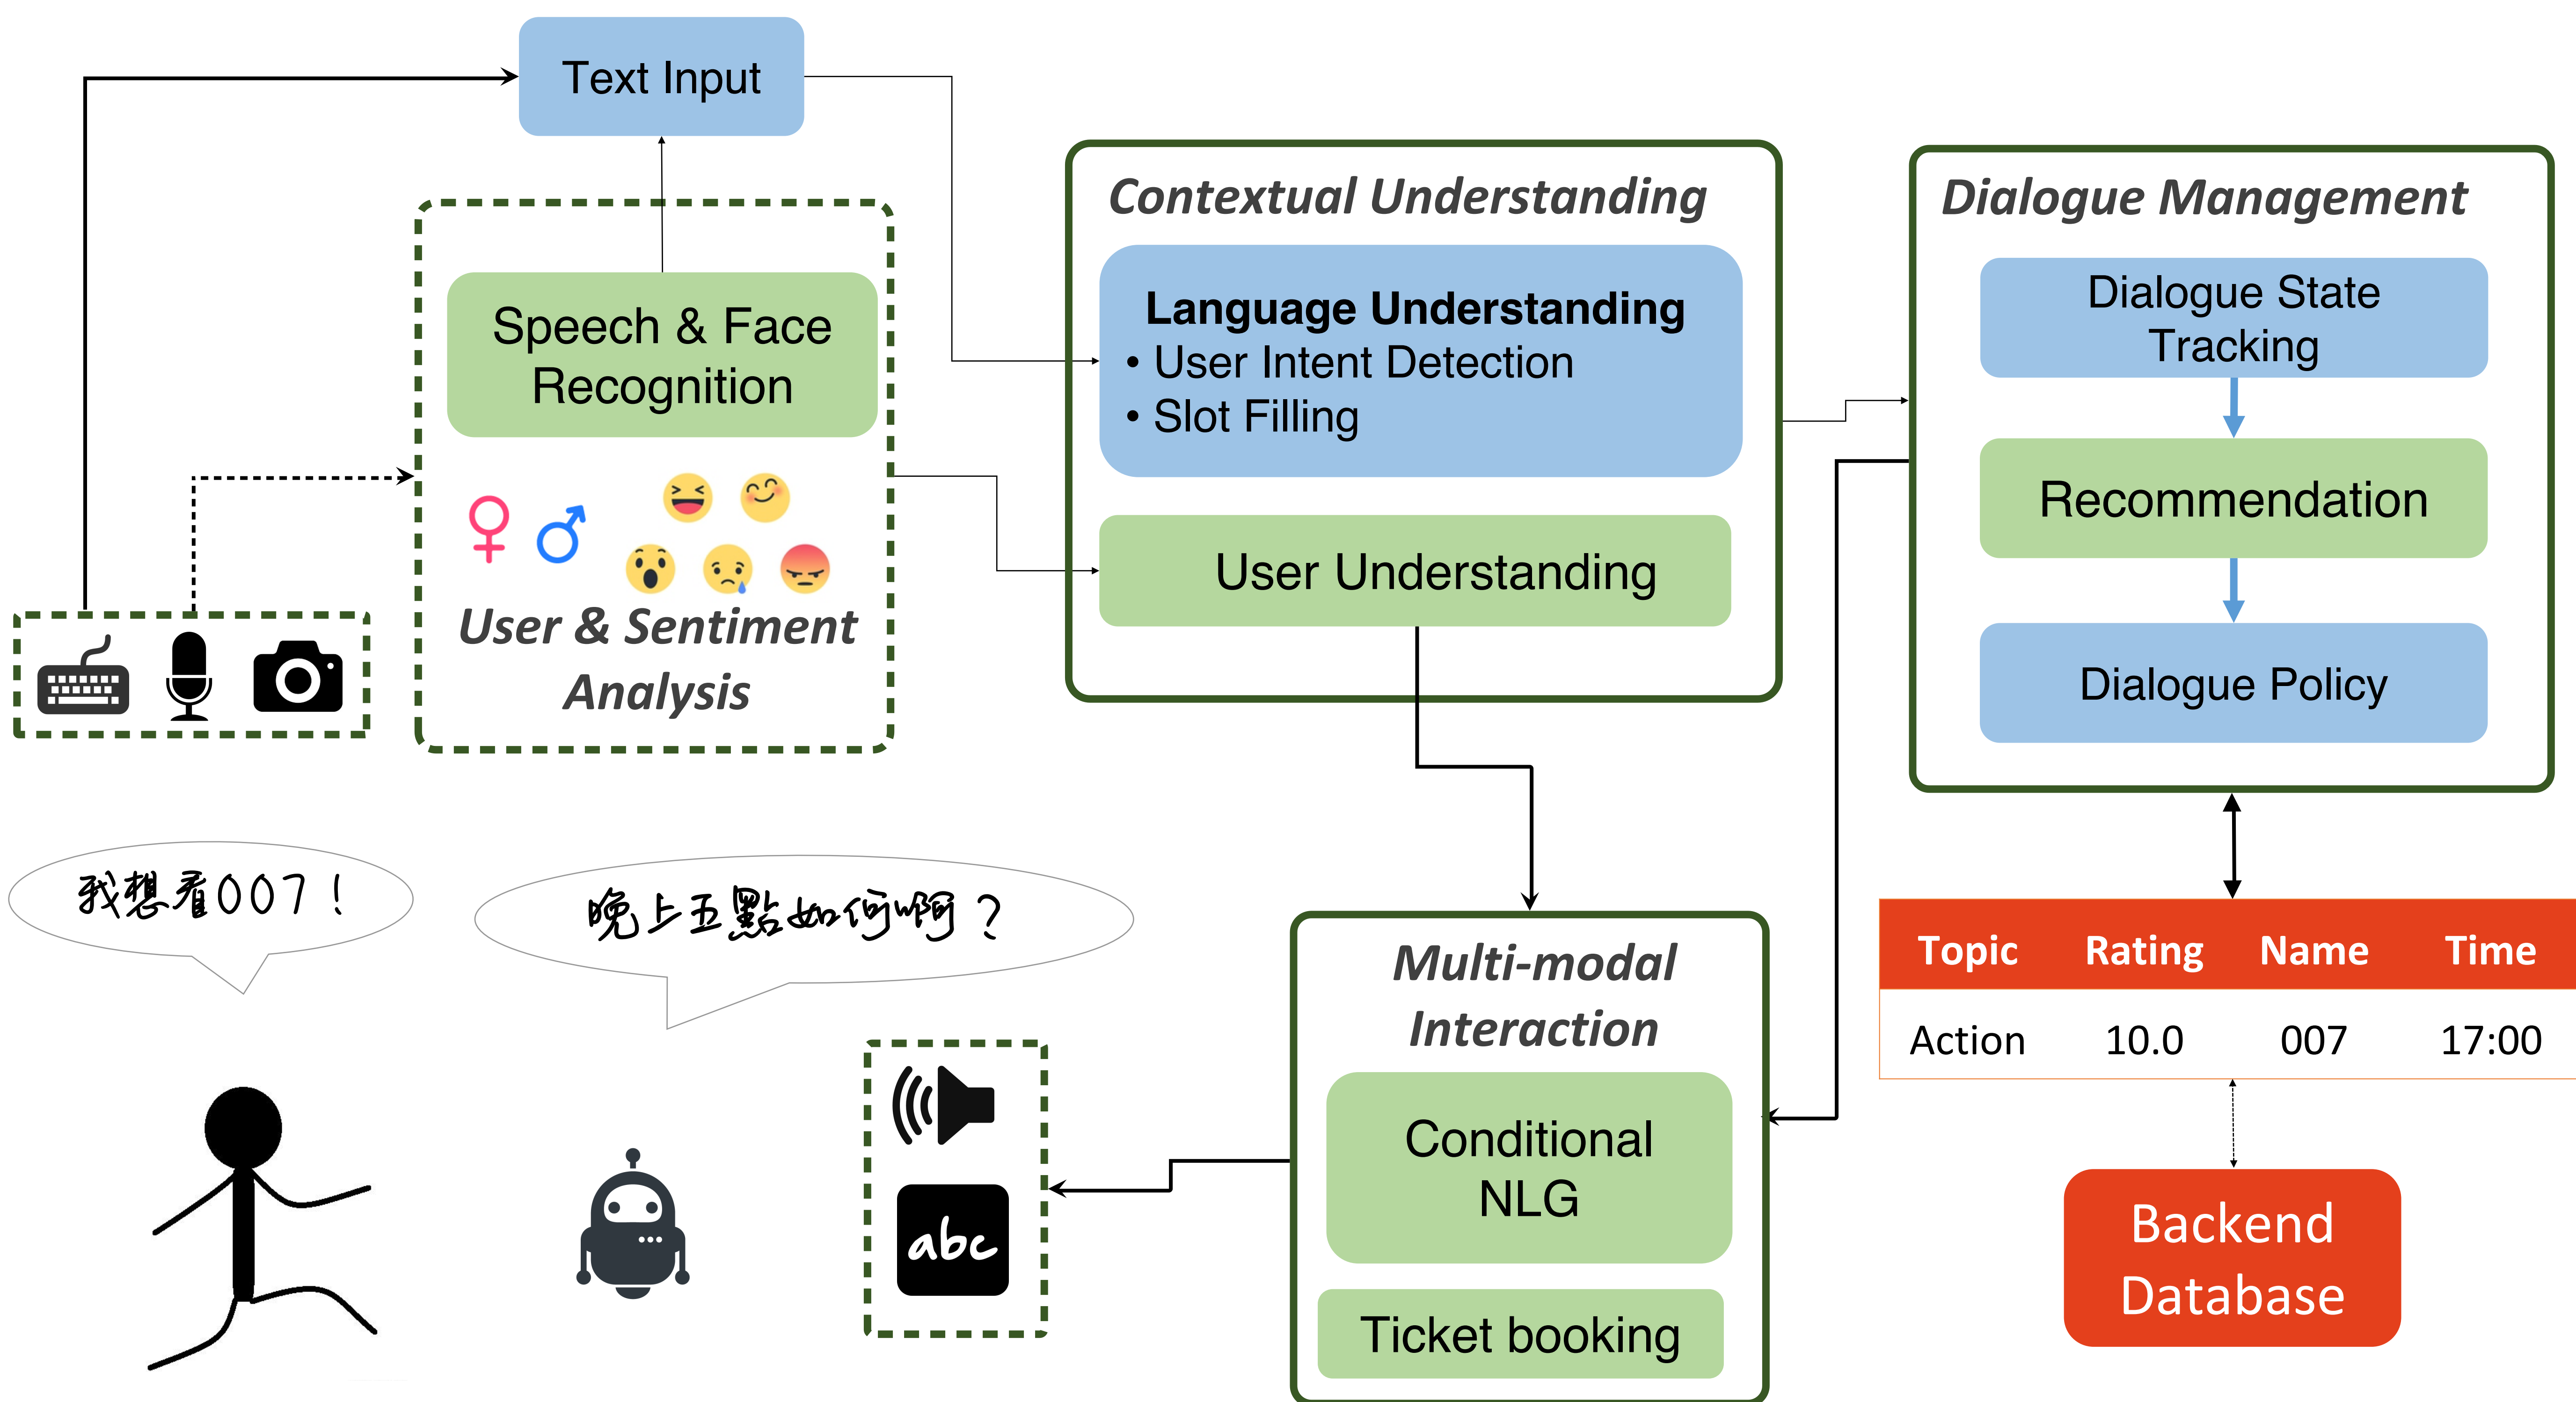 Text Input
Speech & Face
Recognition
User & Sentiment
Analysis
Contextual Understanding
Language Understanding
• User Intent Detection
• Slot Filling
User Understanding
Dialogue Management
Dialogue State
Tracking
Recommendation
Dialogue Policy
我想看007！
晚上五點如何啊？
abc
Multi-modal
Interaction
Conditional
NLG
Ticket booking
Topic Rating Name Time
Action 10.0 007 17:00
Backend
Database